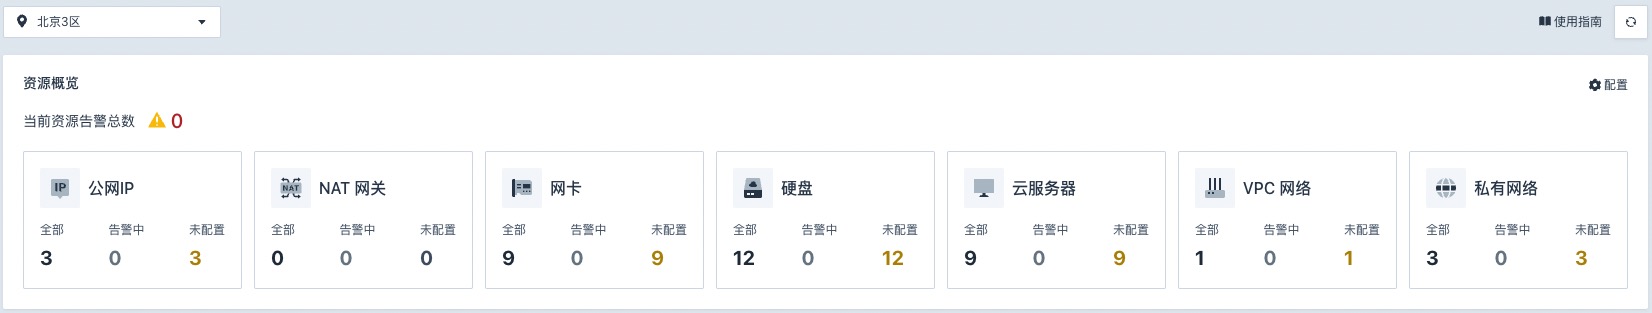 北京3区
使用指南
资源概览
配置
当前资源告警总数 0
IP 公网IP
全部 告警中 未配置
3 0 3
NAT NAT 网关
全部 告警中 未配置
0 0 0
网卡
全部 告警中 未配置
9 0 9
硬盘
全部 告警中 未配置
12 0 12
云服务器
全部 告警中 未配置
9 0 9
VPC 网络
全部 告警中 未配置
1 0 1
私有网络
全部 告警中 未配置
3 0 3